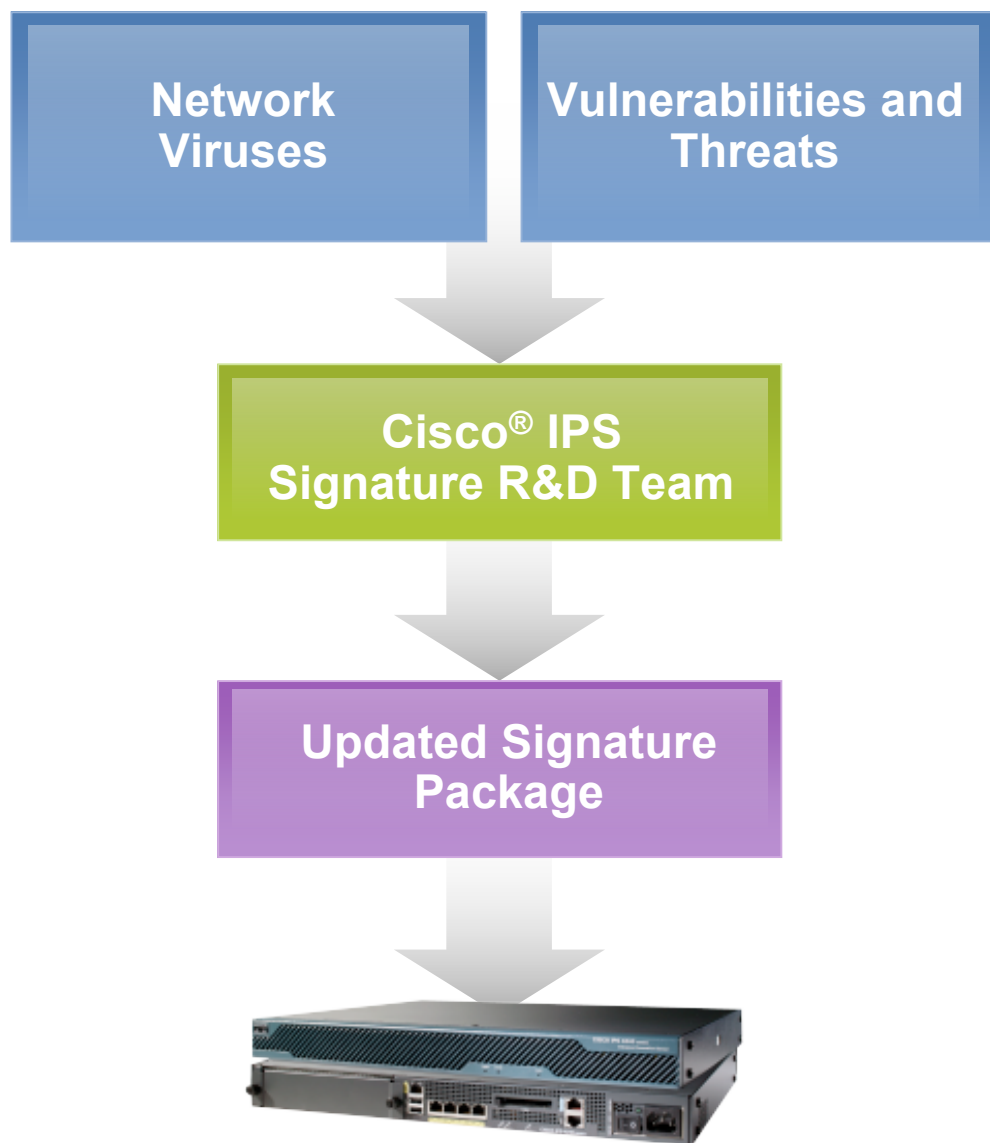 Network
Viruses
Vulnerabilities and
Threats
Cisco® IPS
Signature R&D Team
Updated Signature
Package